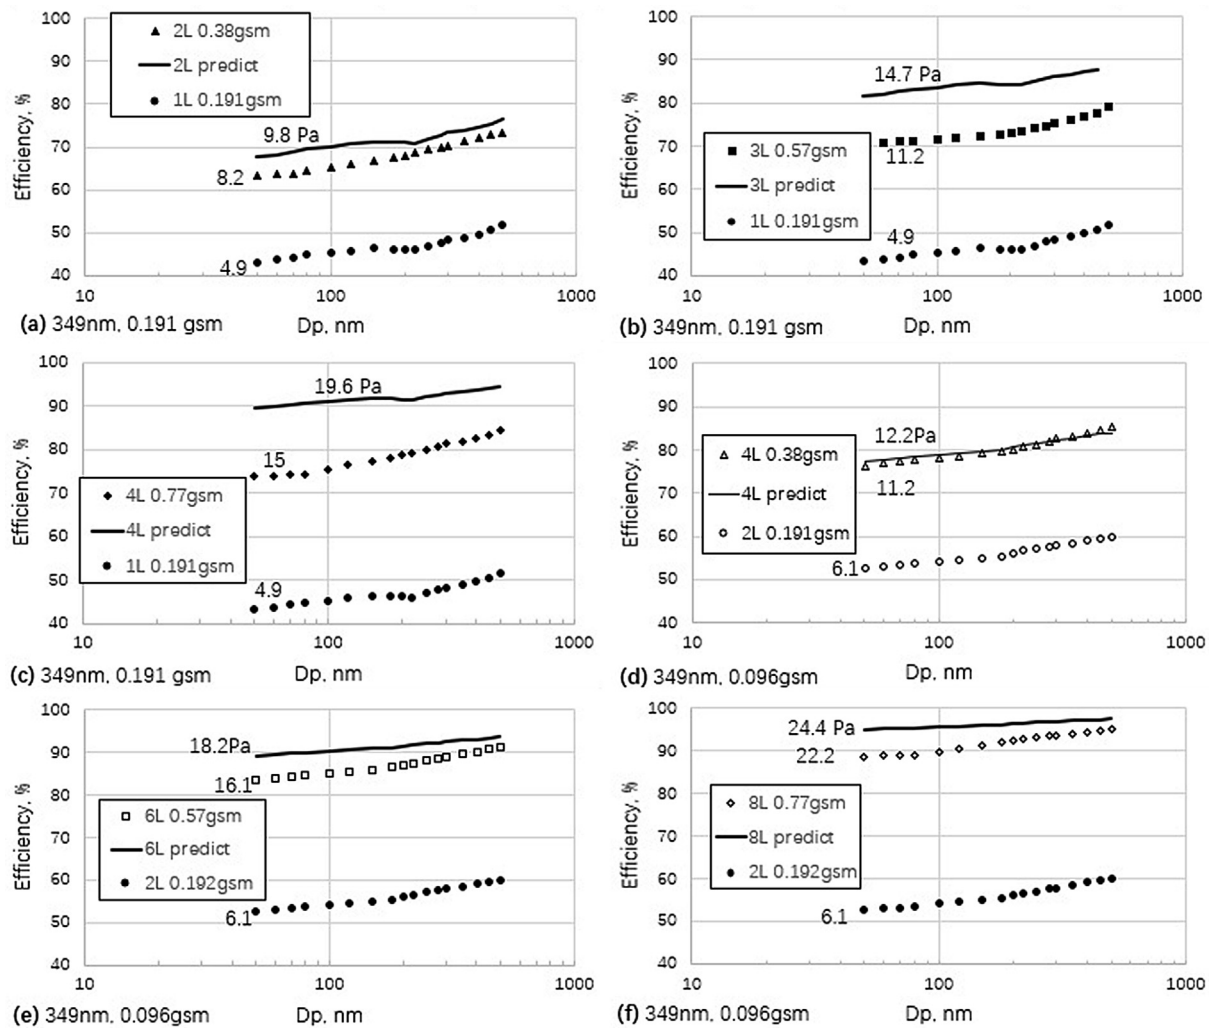 100
90
80
70
60
50
40
Efficiency, %
2L 0.38gsm
2L predict
1L 0.191gsm
9.8 Pa
8.2
4.9
10
100
1000
(a) 349nm, 0.191 gsm
Dp, nm
100
90
80
70
60
50
40
Efficiency, %
14.7 Pa
3L 0.57gsm
3L predict
1L 0.191gsm
11.2
4.9
10
100
1000
(b) 349nm, 0.191 gsm
Dp, nm
100
90
80
70
60
50
40
Efficiency, %
19.6 Pa
15
4L 0.77gsm
4L predict
1L 0.191gsm
4.9
10
100
1000
(c) 349nm, 0.191 gsm
Dp, nm
100
90
80
70
60
50
40
Efficiency, %
12.2Pa
4L 0.38gsm
4L predict
2L 0.191gsm
11.2
6.1
10
100
1000
(d) 349nm, 0.096gsm
Dp, nm
100
90
80
70
60
50
40
Efficiency, %
18.2Pa
16.1
6L 0.57gsm
6L predict
2L 0.192gsm
6.1
10
100
1000
(e) 349nm, 0.096gsm
Dp, nm
100
90
80
70
60
50
40
Efficiency, %
24.4 Pa
22.2
8L 0.77gsm
8L predict
2L 0.192gsm
6.1
10
100
1000
(f) 349nm, 0.096gsm
Dp, nm